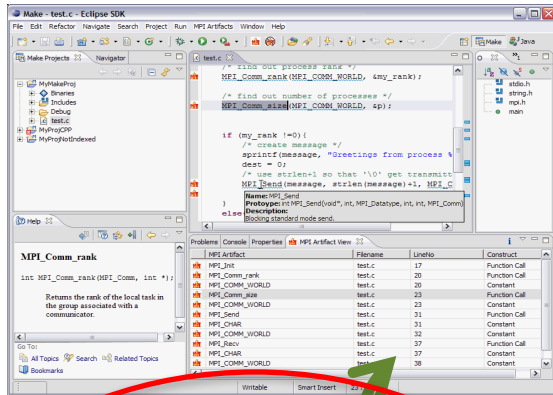 Make - test.c - Eclipse SDK
File Edit Refactor Navigate Search Project Run MPI Artifacts Window Help
Make Java
Make Projects Navigator
MyMakeProj
Binaries
Includes
Debug
test.c
MyProjCPP
MyProjNotIndexed
test.c
/* find out process rank */
MPI_Comm_rank(MPI_COMM_WORLD, &my_rank);
/* find out number of processes */
MPI_Comm_size(MPI_COMM_WORLD, &p);
if (my_rank !=0){
/* create message */
sprintf(message, "Greetings from process %
dest = 0;
/* use strlen+1 so that '\0' get transmitt
MPI_Send(message, strlen(message)+1, MPI_C
}
else
Name: MPI_Send
Protoype: int MPI_Send(void*, int, MPI_Datatype, int, int, MPI_Comm)
Description:
Blocking standard mode send.
stdio.h
string.h
mpi.h
main
Help
MPI_Comm_rank
int MPI_Comm_rank(MPI_Comm, int *);
Returns the rank of the local task in
the group associated with a
communicator.
Go To:
All Topics Search Related Topics
Bookmarks
Problems Console Properties MPI Artifact View
MPI Artifact Filename LineNo Construct
MPI_Init test.c 17 Function Call
MPI_Comm_rank test.c 20 Function Call
MPI_COMM_WORLD test.c 20 Constant
MPI_Comm_size test.c 23 Function Call
MPI_COMM_WORLD test.c 23 Constant
MPI_Send test.c 31 Function Call
MPI_CHAR test.c 31 Constant
MPI_COMM_WORLD test.c 32 Constant
MPI_Recv test.c 37 Function Call
MPI_CHAR test.c 37 Constant
MPI_COMM_WORLD test.c 38 Constant
Writable Smart Insert 23